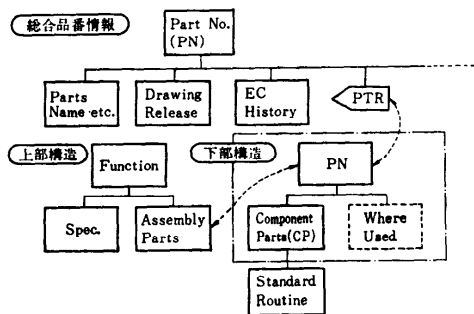 総合品番情報
Part No.
(PN)
Parts
Name etc.
Drawing
Release
EC
History
PTR
上部構造
Function
下部構造
PN
Spec.
Assembly
Parts
Component
Parts(CP)
Where
Used
Standard
Routine